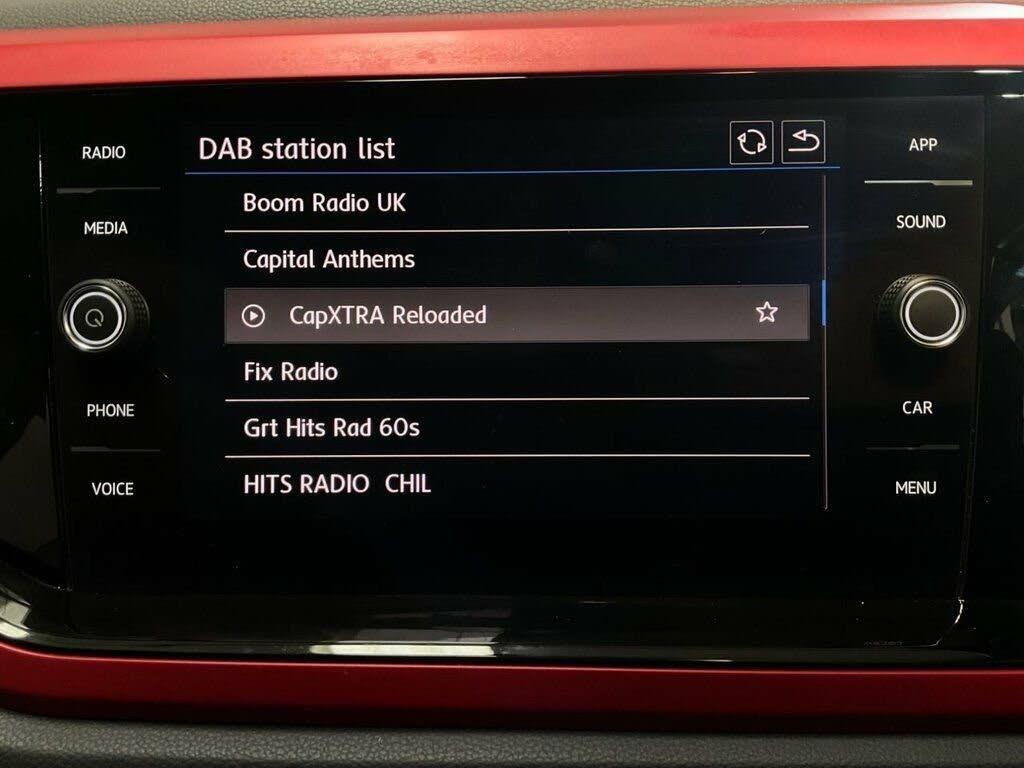 RADIO
MEDIA
PHONE
VOICE
DAB station list
Boom Radio UK
Capital Anthems
CapXTRA Reloaded
Fix Radio
Grt Hits Rad 60s
HITS RADIO  CHIL
APP
SOUND
CAR
MENU